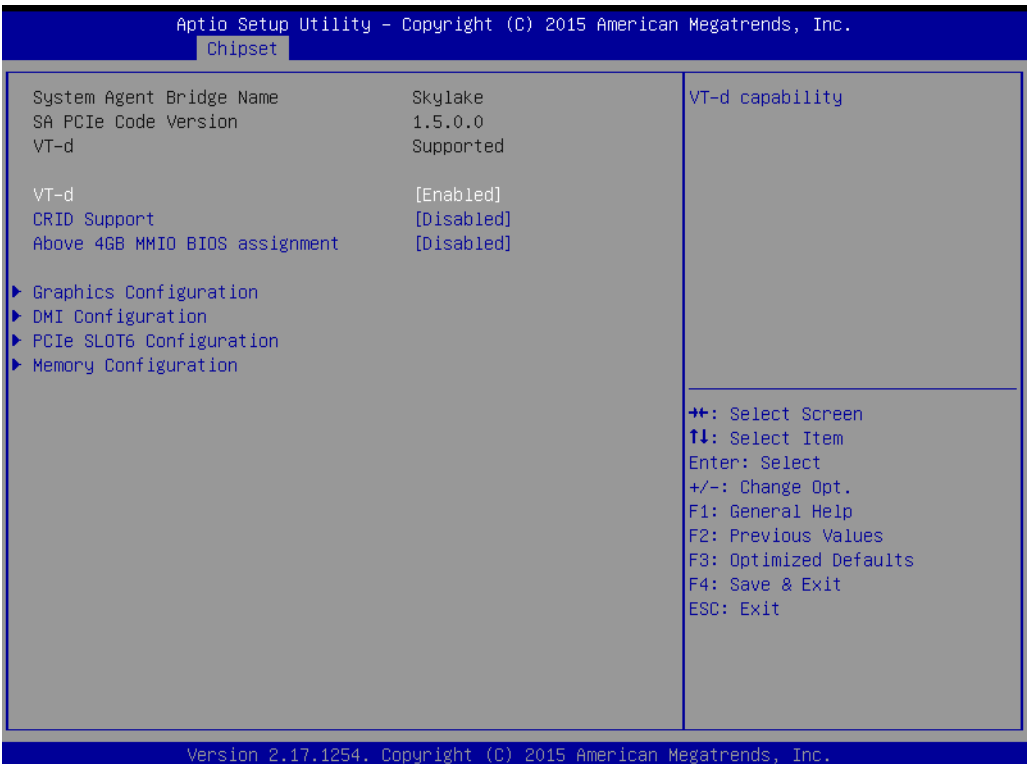 Aptio Setup Utility – Copyright (C) 2015 American Megatrends, Inc.
Chipset
System Agent Bridge Name Skylake
SA PCIe Code Version 1.5.0.0
VT-d Supported
VT-d [Enabled]
CRID Support [Disabled]
Above 4GB MMIO BIOS assignment [Disabled]
Graphics Configuration
DMI Configuration
PCIe SLOT6 Configuration
Memory Configuration
VT-d capability
→←: Select Screen
↑↓: Select Item
Enter: Select
+/-: Change Opt.
F1: General Help
F2: Previous Values
F3: Optimized Defaults
F4: Save & Exit
ESC: Exit
Version 2.17.1254. Copyright (C) 2015 American Megatrends, Inc.